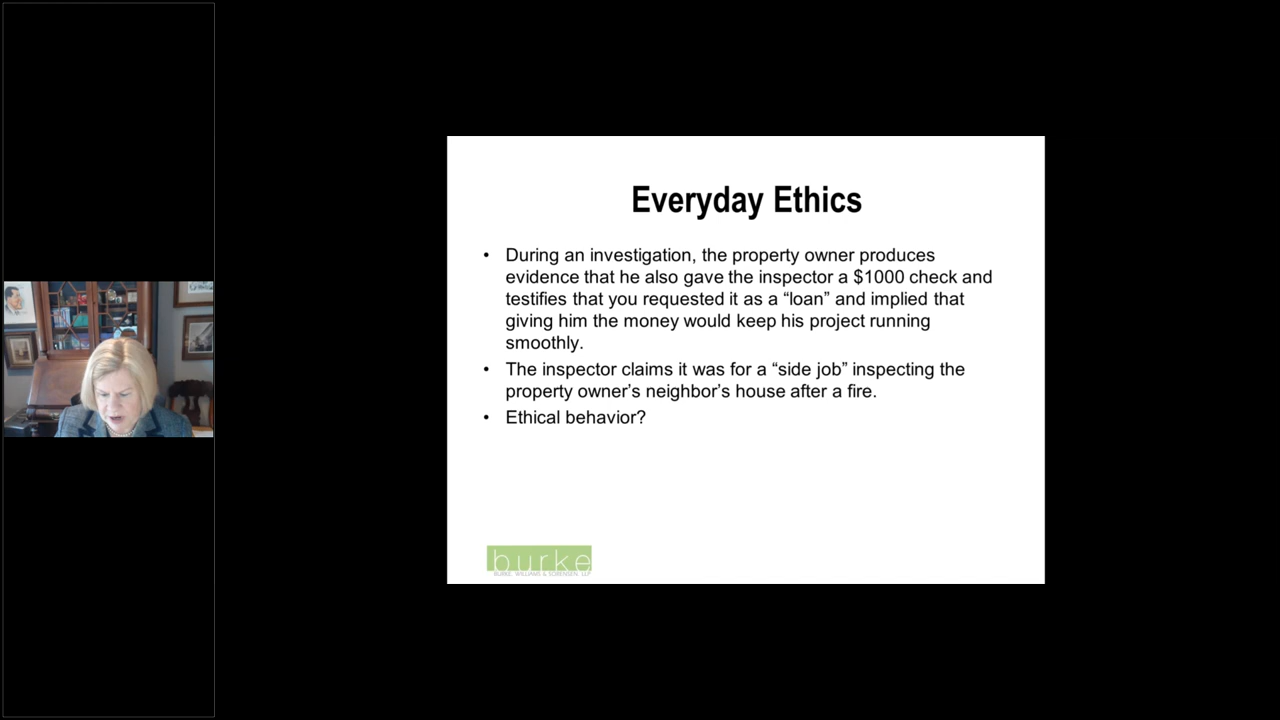 Everyday Ethics
• During an investigation, the property owner produces
evidence that he also gave the inspector a $1000 check and
testifies that you requested it as a “loan” and implied that
giving him the money would keep his project running
smoothly.
• The inspector claims it was for a “side job” inspecting the
property owner’s neighbor’s house after a fire.
• Ethical behavior?
burke
BURKE, WILLIAMS & SORENSEN, LLP